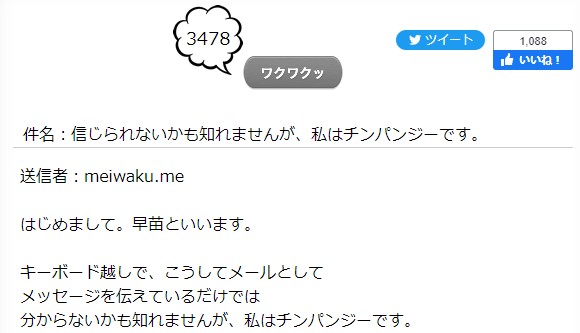 3478
ワクワクッ
ツイート
1,088
いいね！
件名：信じられないかも知れませんが、私はチンパンジーです。
送信者：meiwaku.me
はじめまして。早苗といいます。
キーボード越しで、こうしてメールとして
メッセージを伝えているだけでは
分からないかも知れませんが、私はチンパンジーです。